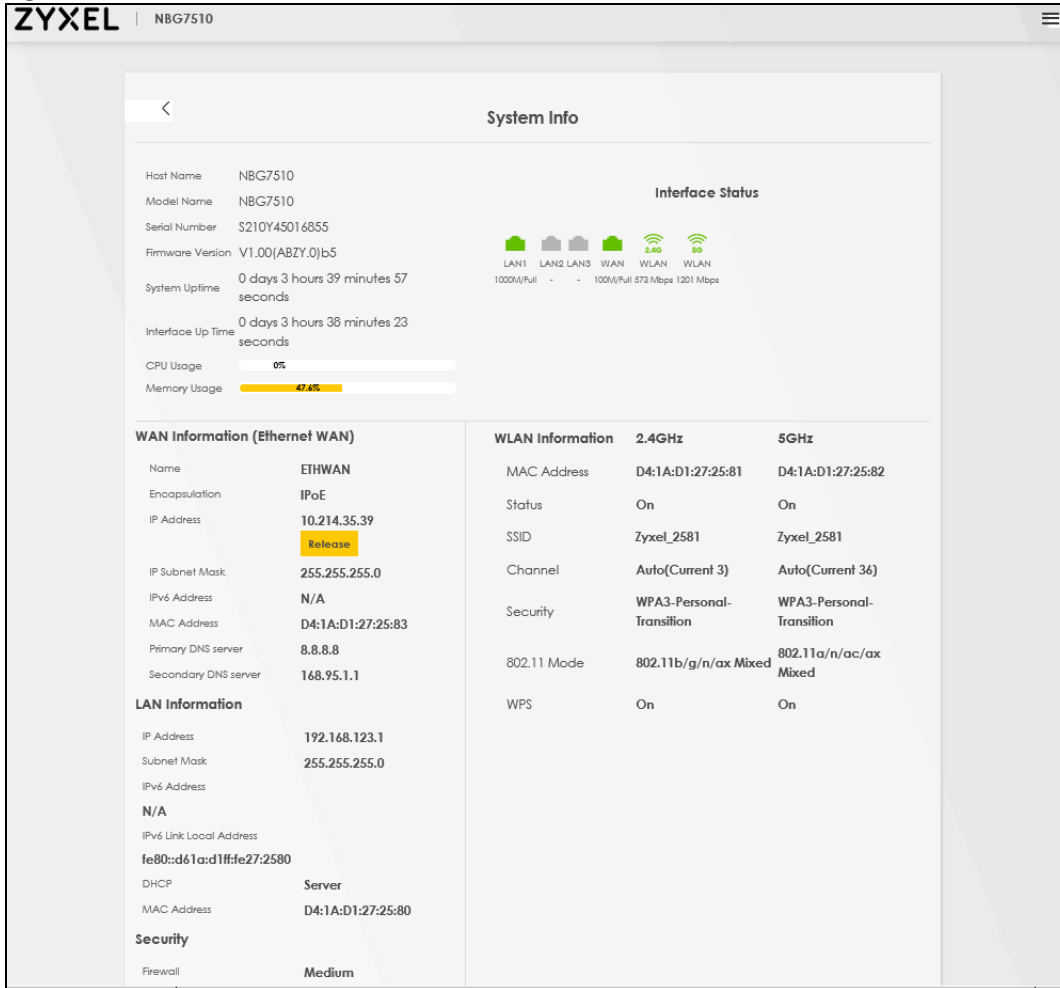 ZYXEL NBG7510
System Info
Host Name NBG7510
Model Name NBG7510
Serial Number S210Y45016855
Firmware Version V1.00(ABZY.0)b5
System Uptime 0 days 3 hours 39 minutes 57
seconds
Interface Up Time 0 days 3 hours 38 minutes 23
seconds
CPU Usage 0%
Memory Usage 47.6%
Interface Status
2.4G 5G
LAN1 LAN2 LAN3 WAN WLAN WLAN
1000M/Full - - 100M/Full 573 Mbps 1201 Mbps
WAN Information (Ethernet WAN)
Name ETHWAN
Encapsulation IPoE
IP Address 10.214.35.39
Release
IP Subnet Mask 255.255.255.0
IPv6 Address N/A
MAC Address D4:1A:D1:27:25:83
Primary DNS server 8.8.8.8
Secondary DNS server 168.95.1.1
LAN Information
IP Address 192.168.123.1
Subnet Mask 255.255.255.0
IPv6 Address
N/A
IPv6 Link Local Address
fe80::d61a:d1ff:fe27:2580
DHCP Server
MAC Address D4:1A:D1:27:25:80
Security
Firewall Medium
WLAN Information 2.4GHz 5GHz
MAC Address D4:1A:D1:27:25:81 D4:1A:D1:27:25:82
Status On On
SSID Zyxel_2581 Zyxel_2581
Channel Auto(Current 3) Auto(Current 36)
Security WPA3-Personal-Transition WPA3-Personal-Transition
802.11 Mode 802.11b/g/n/ax Mixed 802.11a/n/ac/ax Mixed
WPS On On